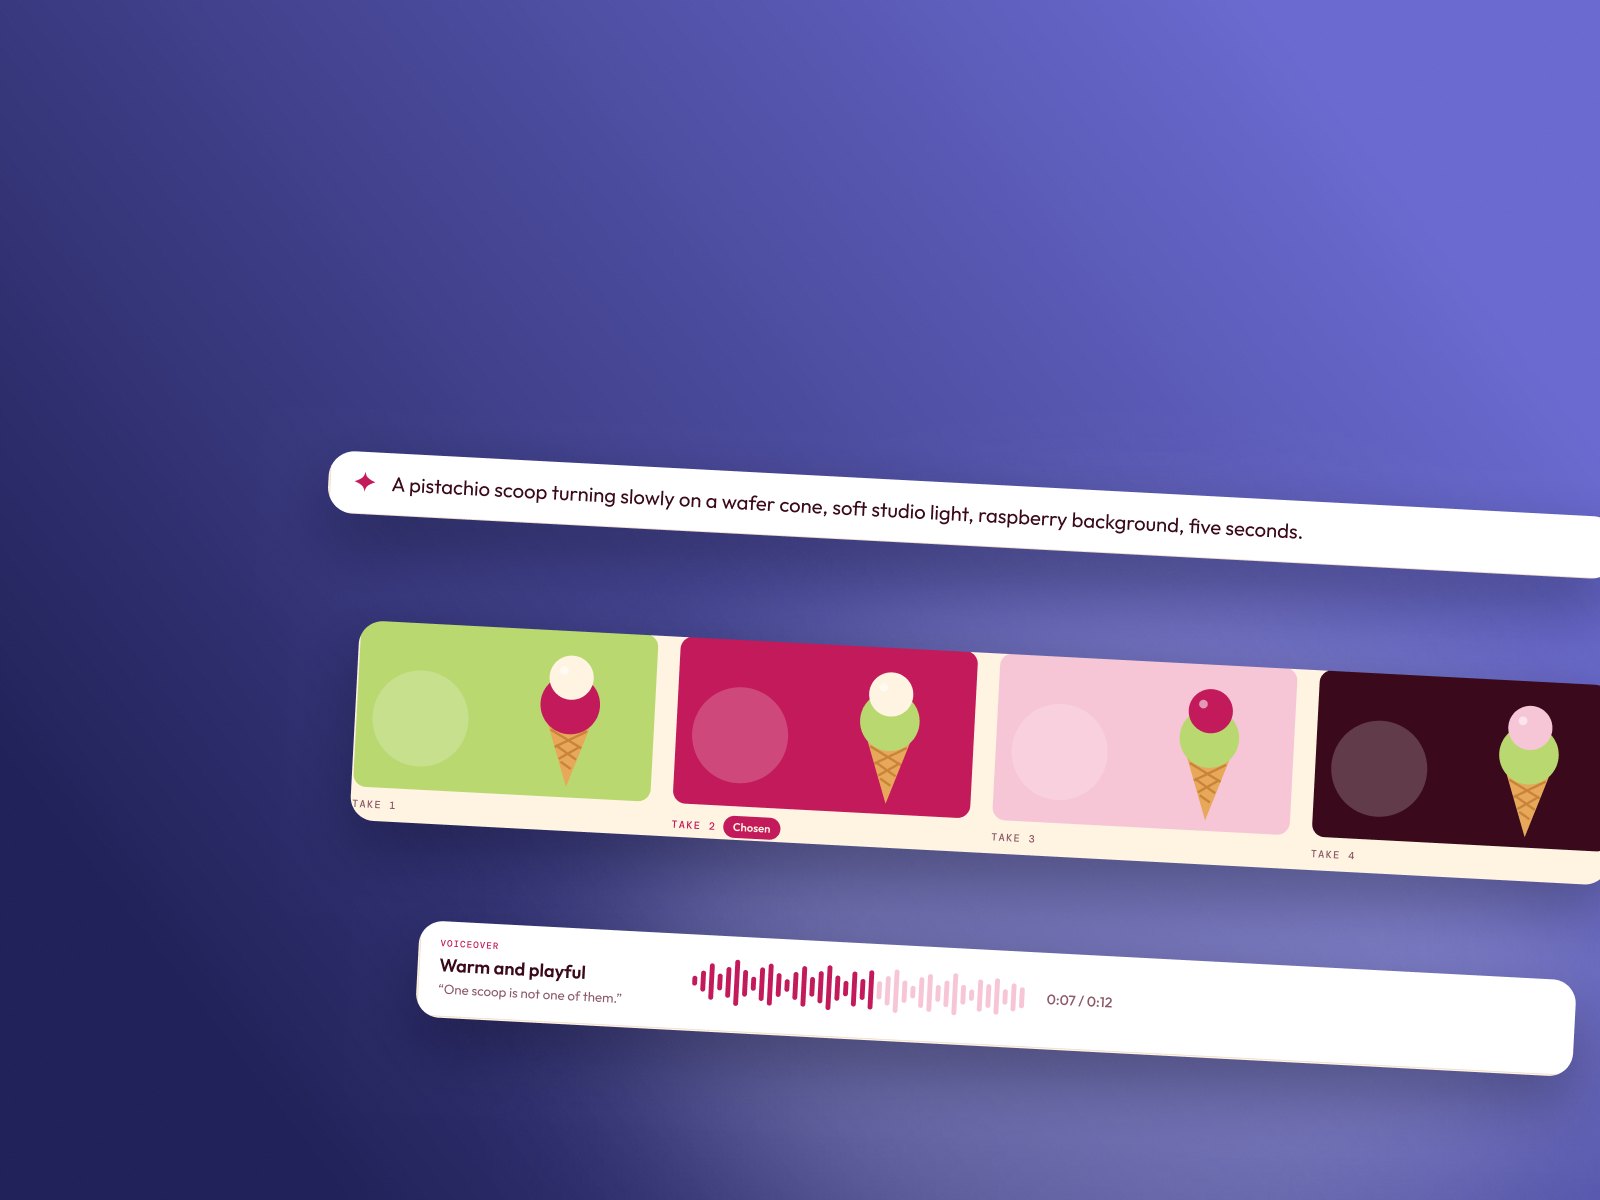 A pistachio scoop turning slowly on a wafer cone, soft studio light, raspberry background, five seconds.
TAKE 1
TAKE 2 Chosen
TAKE 3
TAKE 4
VOICEOVER
Warm and playful
“One scoop is not one of them.”
0:07 / 0:12